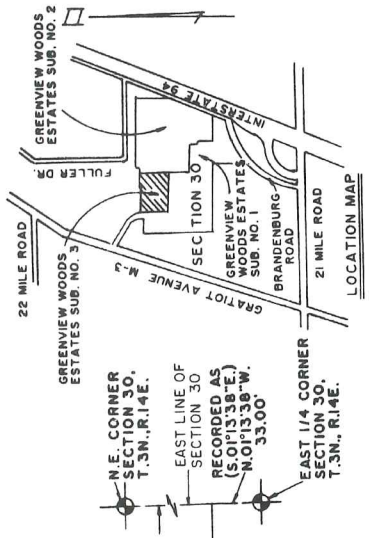 GREENVIEW WOODS
ESTATES SUB. NO. 2
22 MILE ROAD
FULLER DR.
GREENVIEW WOODS
ESTATES SUB. NO. 3
GRATIOT AVENUE M-3
SECTION 30
INTERSTATE 94
GREENVIEW
WOODS ESTATES
SUB. NO. 1
BRANDENBURG
ROAD
21 MILE ROAD
LOCATION MAP
N.E. CORNER
SECTION 30,
T.3N., R.14E.
EAST LINE OF
SECTION 30
RECORDED AS
(S.01°13'38"E.)
N.01°13'38"W.
33.00'
EAST 1/4 CORNER
SECTION 30,
T.3N., R.14E.